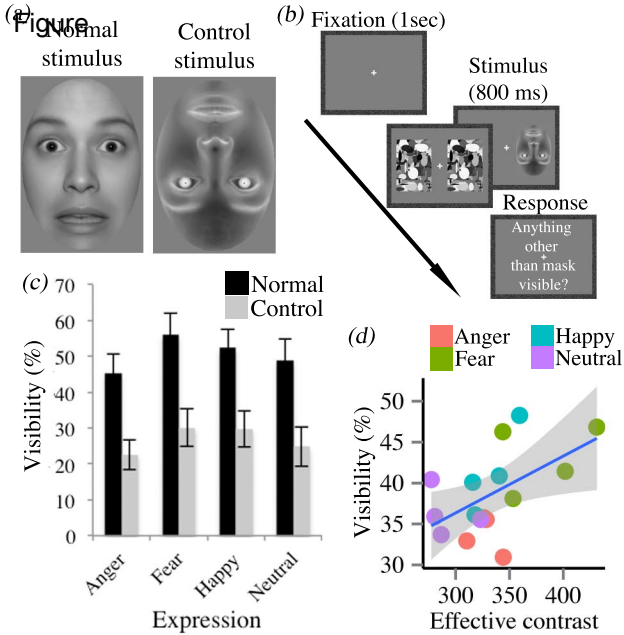 (a)
Figure
Normal
stimulus
Control
stimulus
(b)
Fixation (1sec)
Stimulus
(800 ms)
Response
Anything
other
than mask
visible?
(c)
Normal
Control
Visibility (%)
70
60
50
40
30
20
10
0
Anger
Fear
Happy
Neutral
Expression
(d)
Anger
Happy
Fear
Neutral
Visibility (%)
50
45
40
35
30
300
350
400
Effective contrast